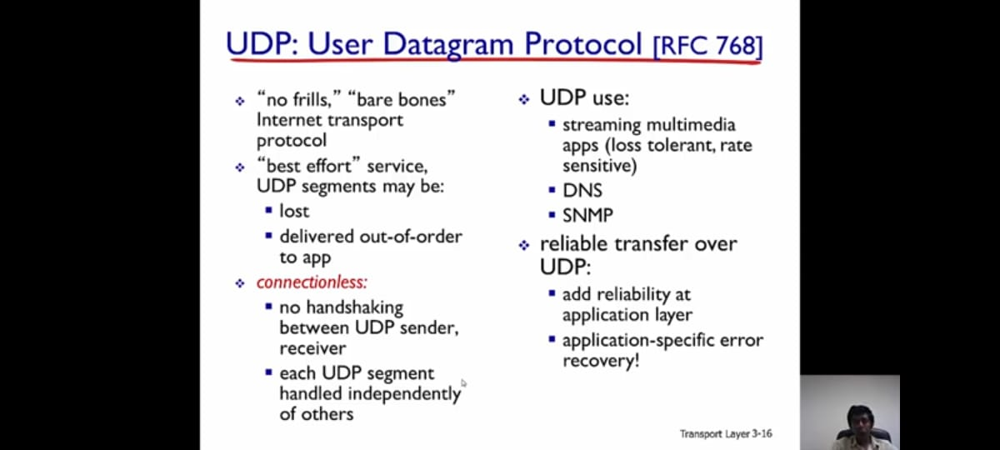 UDP: User Datagram Protocol [RFC 768]
“no frills,” “bare bones”
Internet transport
protocol
“best effort” service,
UDP segments may be:
lost
delivered out-of-order
to app
connectionless:
no handshaking
between UDP sender,
receiver
each UDP segment
handled independently
of others
UDP use:
streaming multimedia
apps (loss tolerant, rate
sensitive)
DNS
SNMP
reliable transfer over
UDP:
add reliability at
application layer
application-specific error
recovery!
Transport Layer 3-16